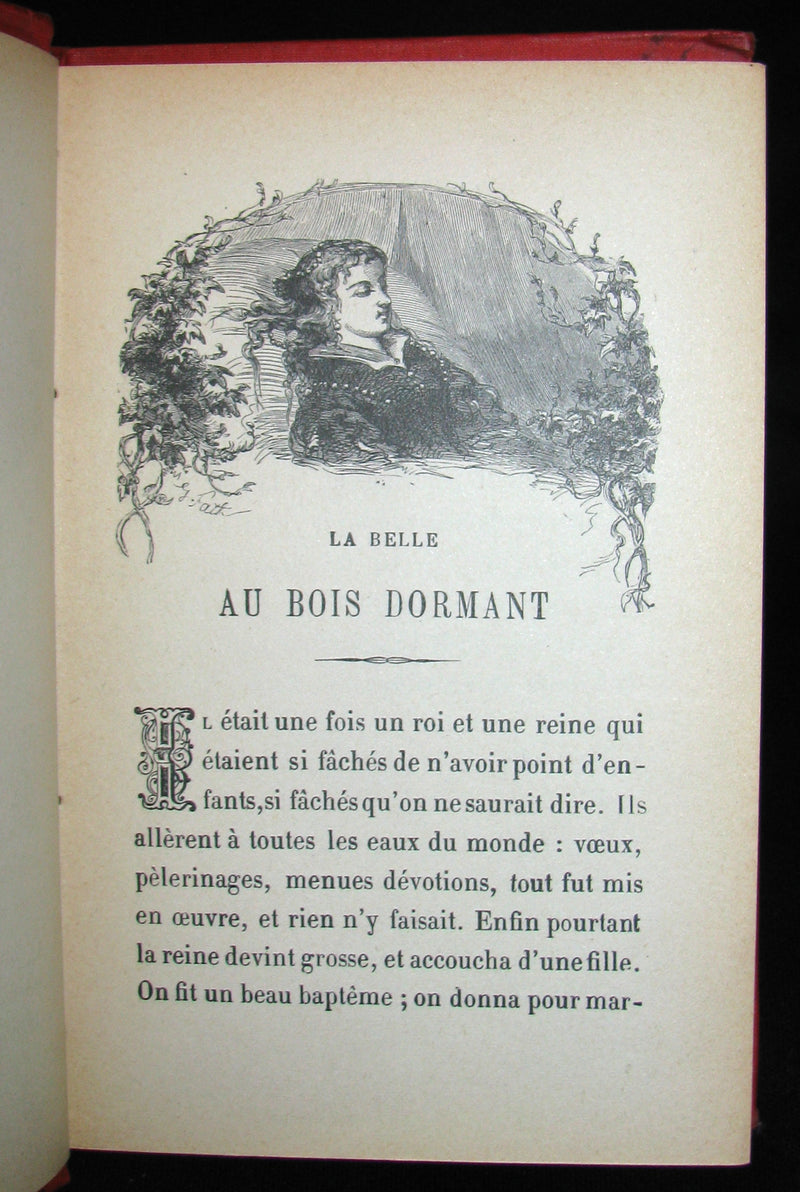 G. Fath
LA BELLE
AU BOIS DORMANT
IL était une fois un roi et une reine qui
étaient si fâchés de n'avoir point d'en-
fants, si fâchés qu'on ne saurait dire. Ils
allèrent à toutes les eaux du monde : vœux,
pèlerinages, menues dévotions, tout fut mis
en œuvre, et rien n'y faisait. Enfin pourtant
la reine devint grosse, et accoucha d'une fille.
On fit un beau baptême ; on donna pour mar-